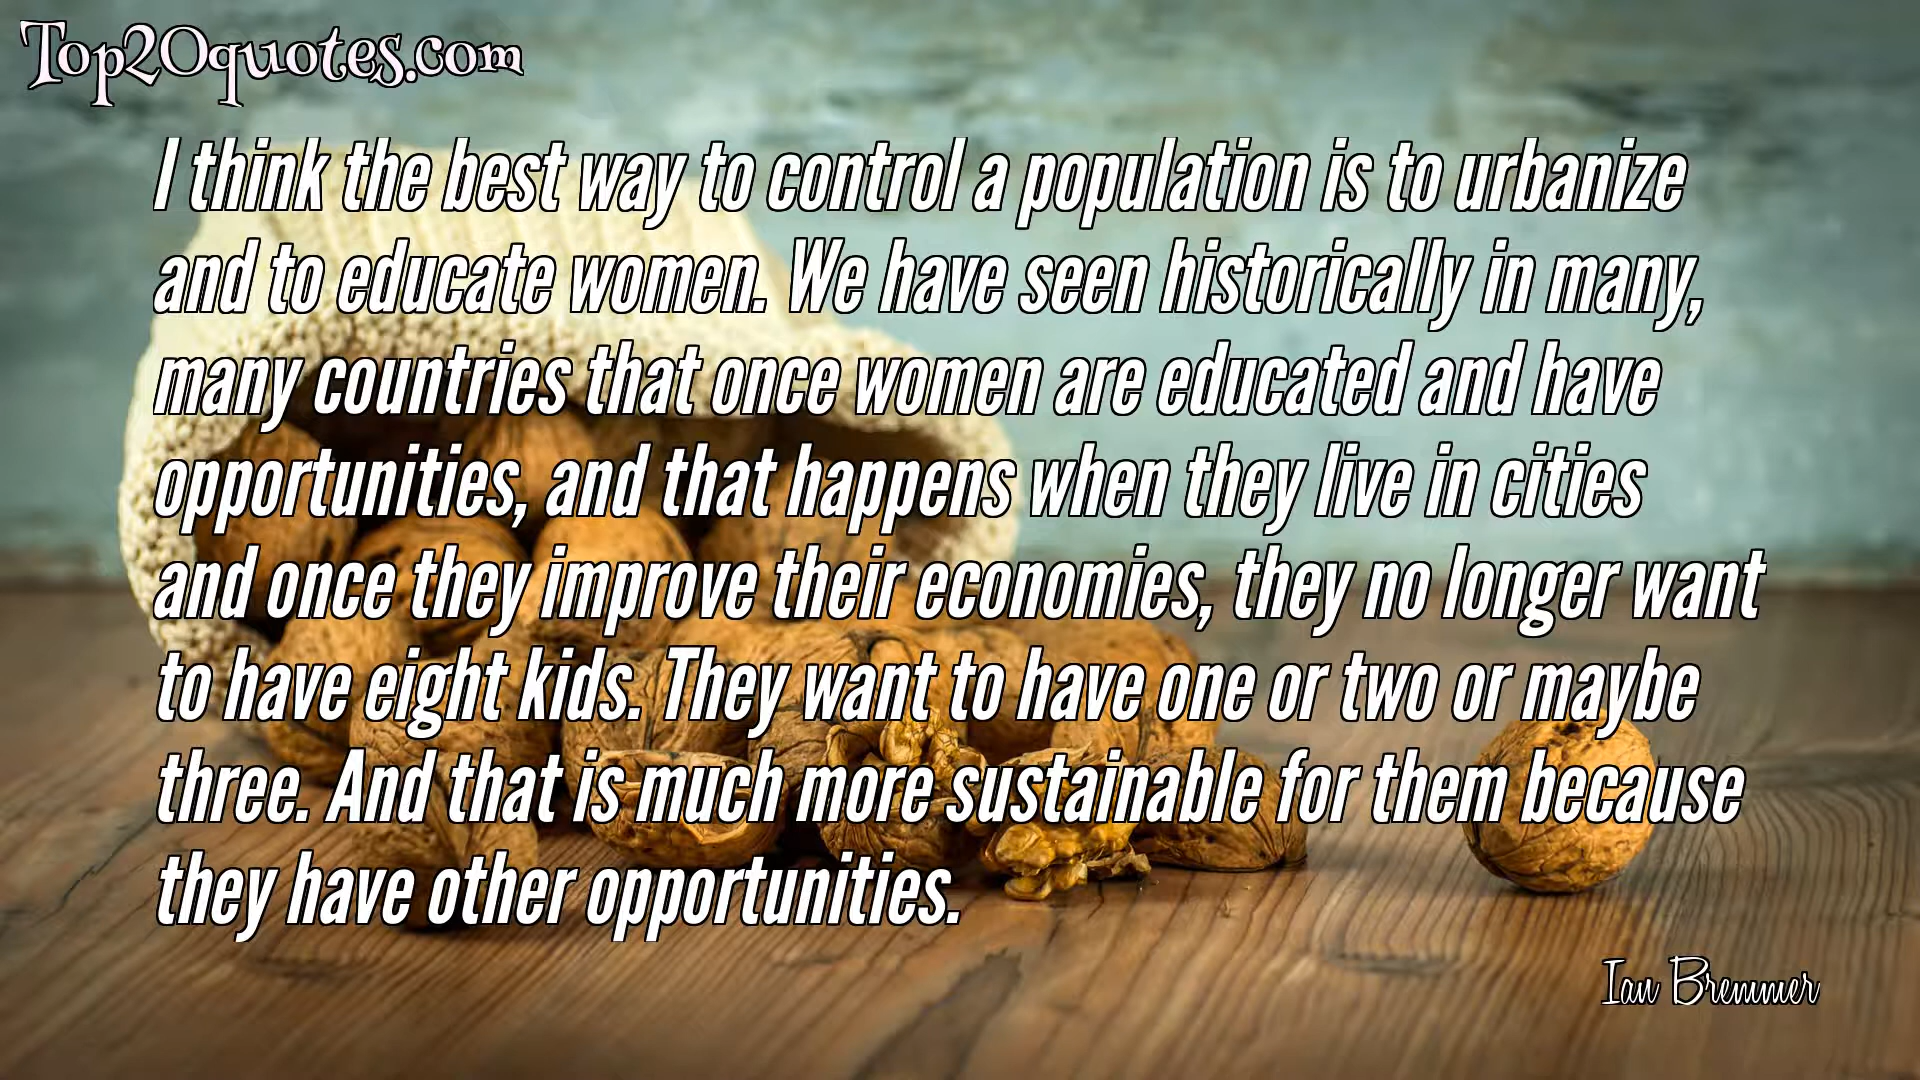 Top20quotes.com
I think the best way to control a population is to urbanize
and to educate women. We have seen historically in many,
many countries that once women are educated and have
opportunities, and that happens when they live in cities
and once they improve their economies, they no longer want
to have eight kids. They want to have one or two or maybe
three. And that is much more sustainable for them because
they have other opportunities.
Ian Bremmer